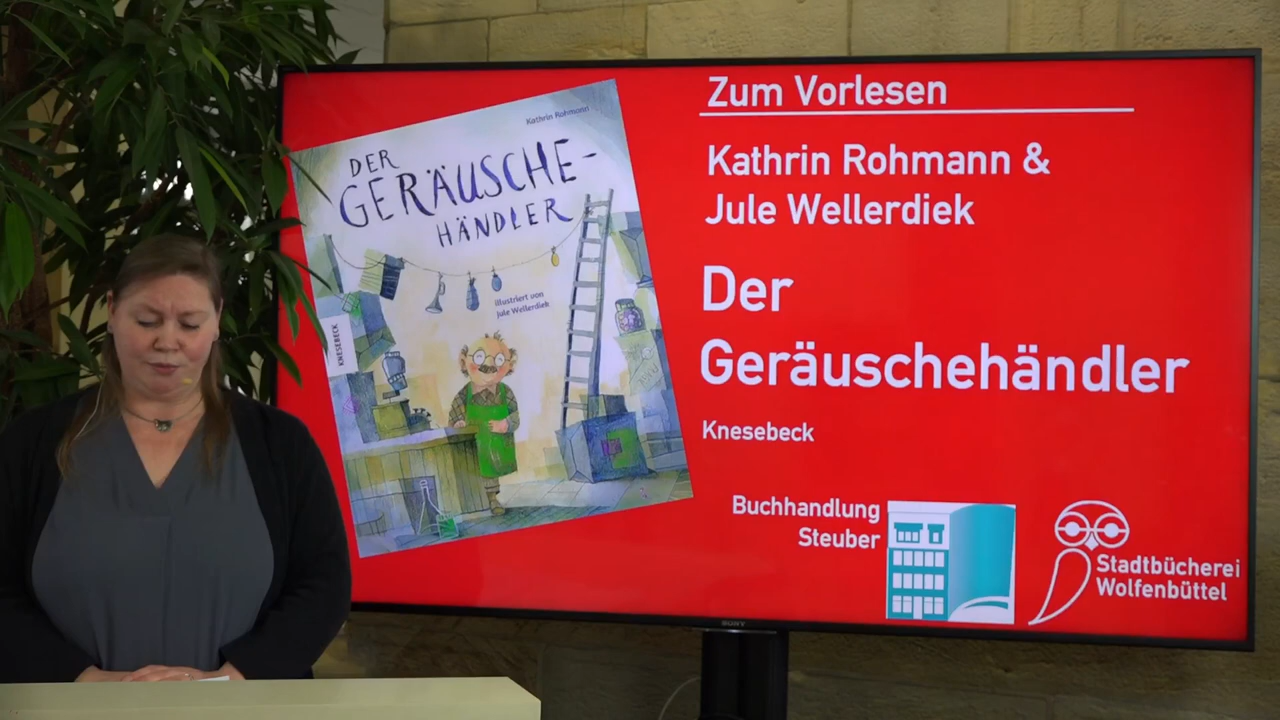 Kathrin Rohmann
DER
GERÄUSCHE-
HÄNDLER
illustriert von
Jule Wellerdiek
KNESEBECK
Zum Vorlesen
Kathrin Rohmann &
Jule Wellerdiek
Der
Geräuschehändler
Knesebeck
Buchhandlung
Steuber
Stadtbücherei
Wolfenbüttel
SONY